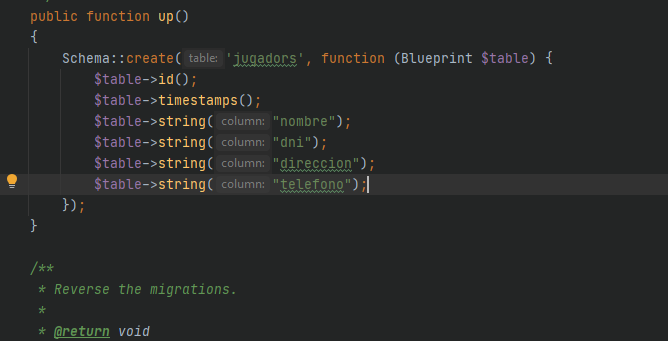 public function up()
{
Schema::create( table: 'jugadors', function (Blueprint $table) {
$table->id();
$table->timestamps();
$table->string( column: "nombre");
$table->string( column: "dni");
$table->string( column: "direccion");
$table->string( column: "telefono");
});
}
/**
* Reverse the migrations.
*
* @return void